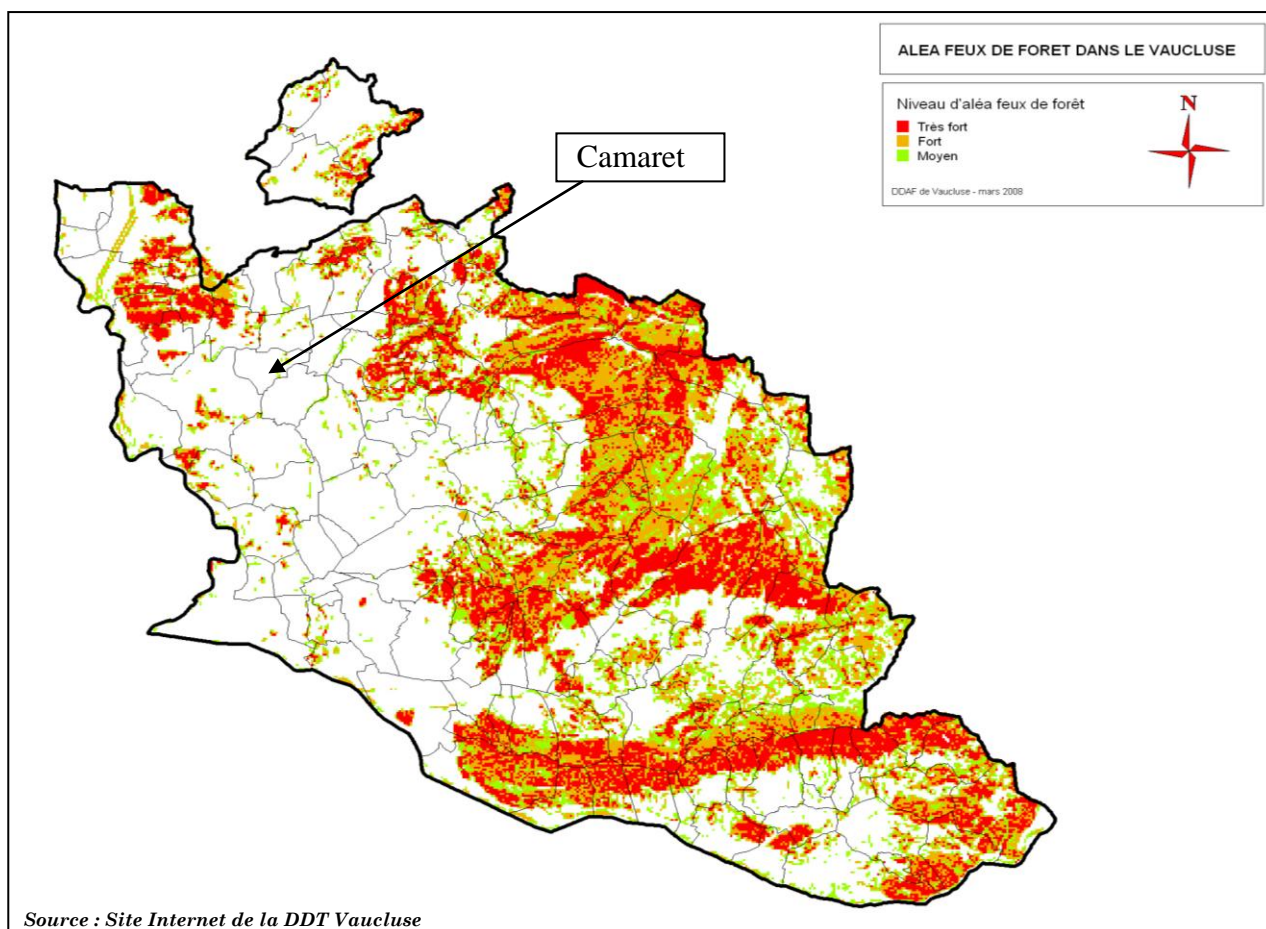 ALEA FEUX DE FORET DANS LE VAUCLUSE
Niveau d'aléa feux de forêt
N
Très fort
Fort
Moyen
DDAF de Vaucluse - mars 2008
Camaret
Source : Site Internet de la DDT Vaucluse